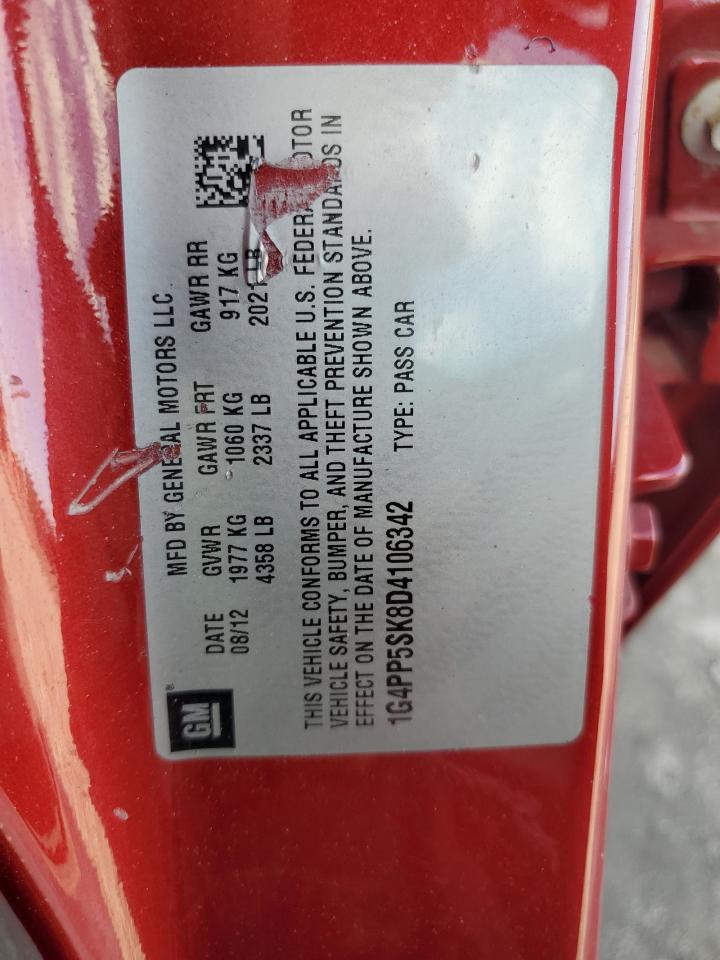 GM®
MFD BY GENERAL MOTORS LLC
DATE GVWR GAWR FRT GAWR RR
08/12 1977 KG 1060 KG 917 KG
4358 LB 2337 LB 2021 LB
THIS VEHICLE CONFORMS TO ALL APPLICABLE U.S. FEDERAL MOTOR
VEHICLE SAFETY, BUMPER, AND THEFT PREVENTION STANDARDS IN
EFFECT ON THE DATE OF MANUFACTURE SHOWN ABOVE.
1G4PP5SK8D4106342 TYPE: PASS CAR